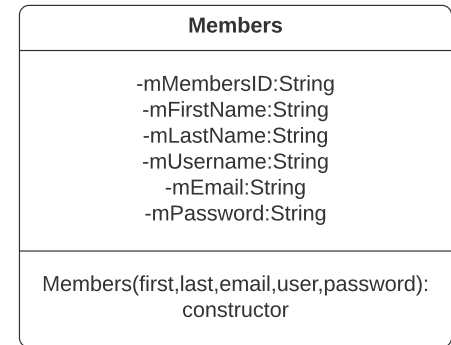 Members
-mMembersID:String
-mFirstName:String
-mLastName:String
-mUsername:String
-mEmail:String
-mPassword:String
Members(first,last,email,user,password):
constructor